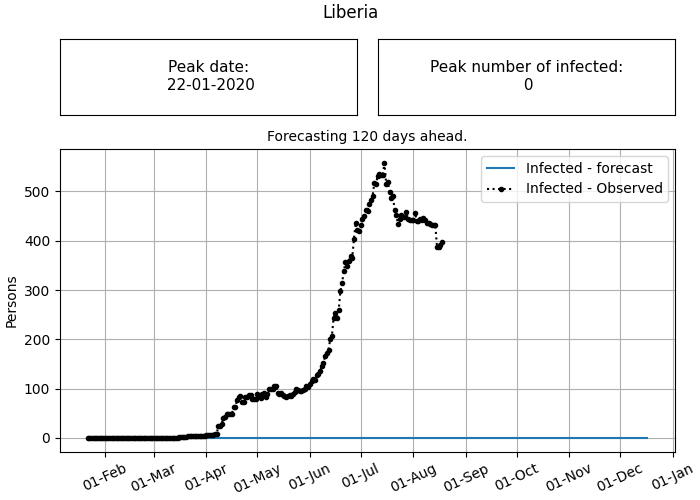 Liberia
Peak date:
22-01-2020
Peak number of infected:
0
Forecasting 120 days ahead.
Infected - forecast
Infected - Observed
Persons
500
400
300
200
100
0
01-Feb
01-Mar
01-Apr
01-May
01-Jun
01-Jul
01-Aug
01-Sep
01-Oct
01-Nov
01-Dec
01-Jan